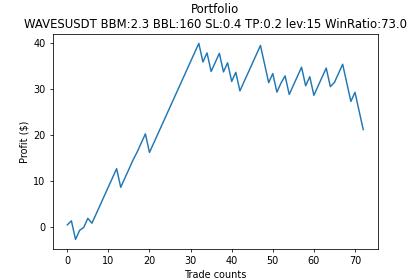 Portfolio
WAVESUSDT BBM:2.3 BBL:160 SL:0.4 TP:0.2 lev:15 WinRatio:73.0
Profit ($)
40
30
20
10
0
0 10 20 30 40 50 60 70
Trade counts